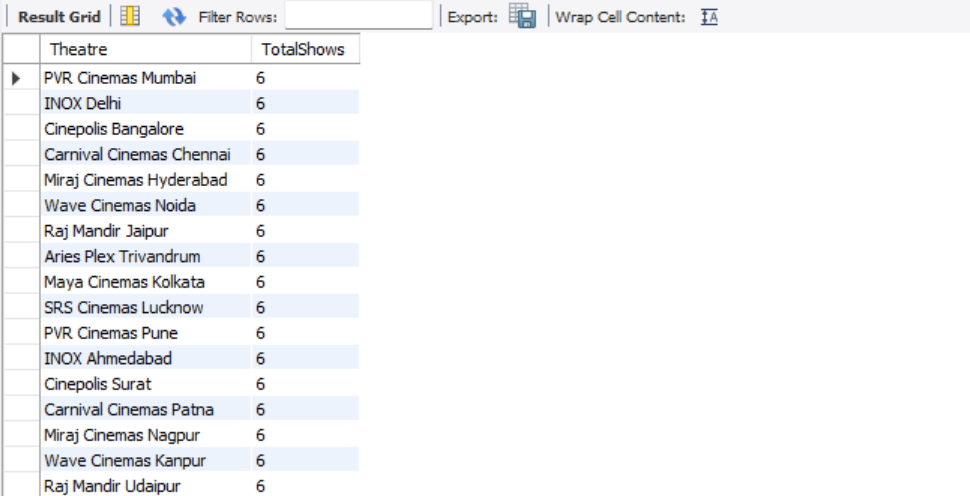 Result Grid Filter Rows: Export: Wrap Cell Content: IA
Theatre TotalShows
PVR Cinemas Mumbai 6
INOX Delhi 6
Cinepolis Bangalore 6
Carnival Cinemas Chennai 6
Miraj Cinemas Hyderabad 6
Wave Cinemas Noida 6
Raj Mandir Jaipur 6
Aries Plex Trivandrum 6
Maya Cinemas Kolkata 6
SRS Cinemas Lucknow 6
PVR Cinemas Pune 6
INOX Ahmedabad 6
Cinepolis Surat 6
Carnival Cinemas Patna 6
Miraj Cinemas Nagpur 6
Wave Cinemas Kanpur 6
Raj Mandir Udaipur 6